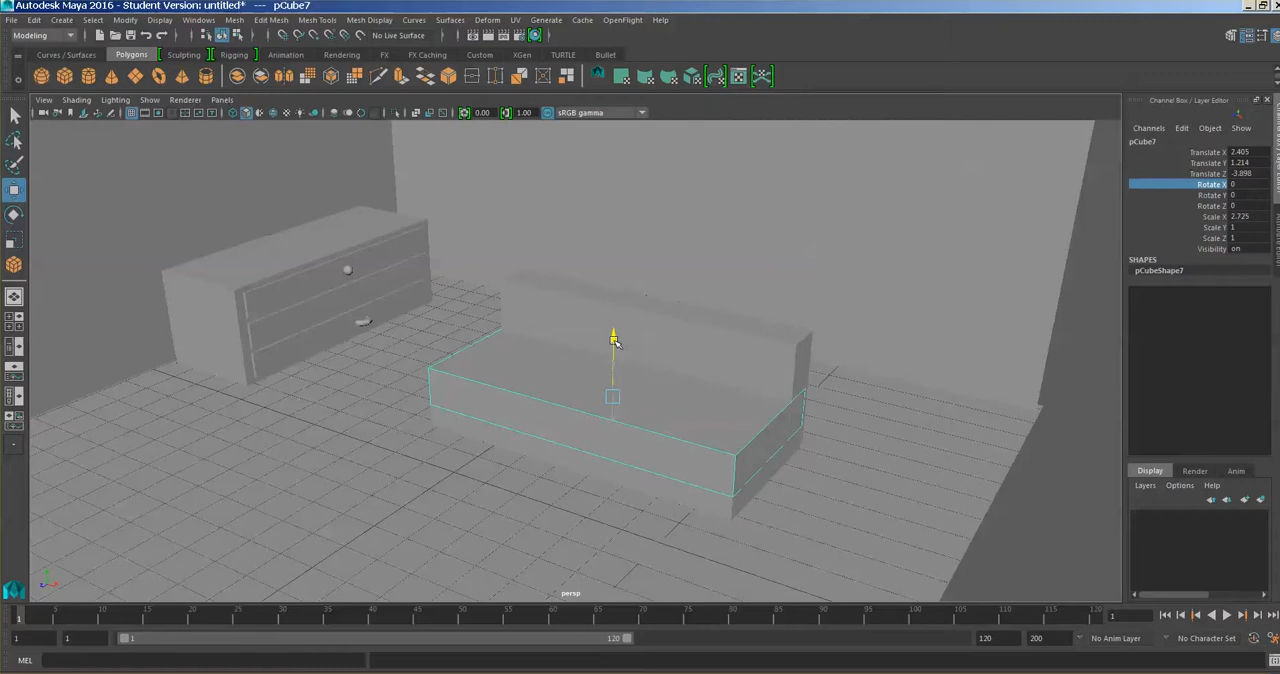 Autodesk Maya 2016 - Student Version: untitled* --- pCube7
File Edit Create Select Modify Display Windows Mesh Edit Mesh Mesh Tools Mesh Display Curves Surfaces Deform UV Generate Cache OpenFlight Help
Modeling No Live Surface
Curves / Surfaces Polygons Sculpting Rigging Animation Rendering FX FX Caching Custom XGen TURTLE Bullet
View Shading Lighting Show Renderer Panels
0.00 1.00 sRGB gamma
Channel Box / Layer Editor
Channels Edit Object Show
pCube7
Translate X 2.405
Translate Y 1.214
Translate Z -3.898
Rotate X 0
Rotate Y 0
Rotate Z 0
Scale X 2.725
Scale Y 1
Scale Z 1
Visibility on
SHAPES
pCubeShape7
Display Render Anim
Layers Options Help
persp
5 10 15 20 25 30 35 40 45 50 55 60 65 70 75 80 85 90 95 100 105 110 115 120
1 1
1 1 1 120 120 200 No Anim Layer No Character Set
MEL